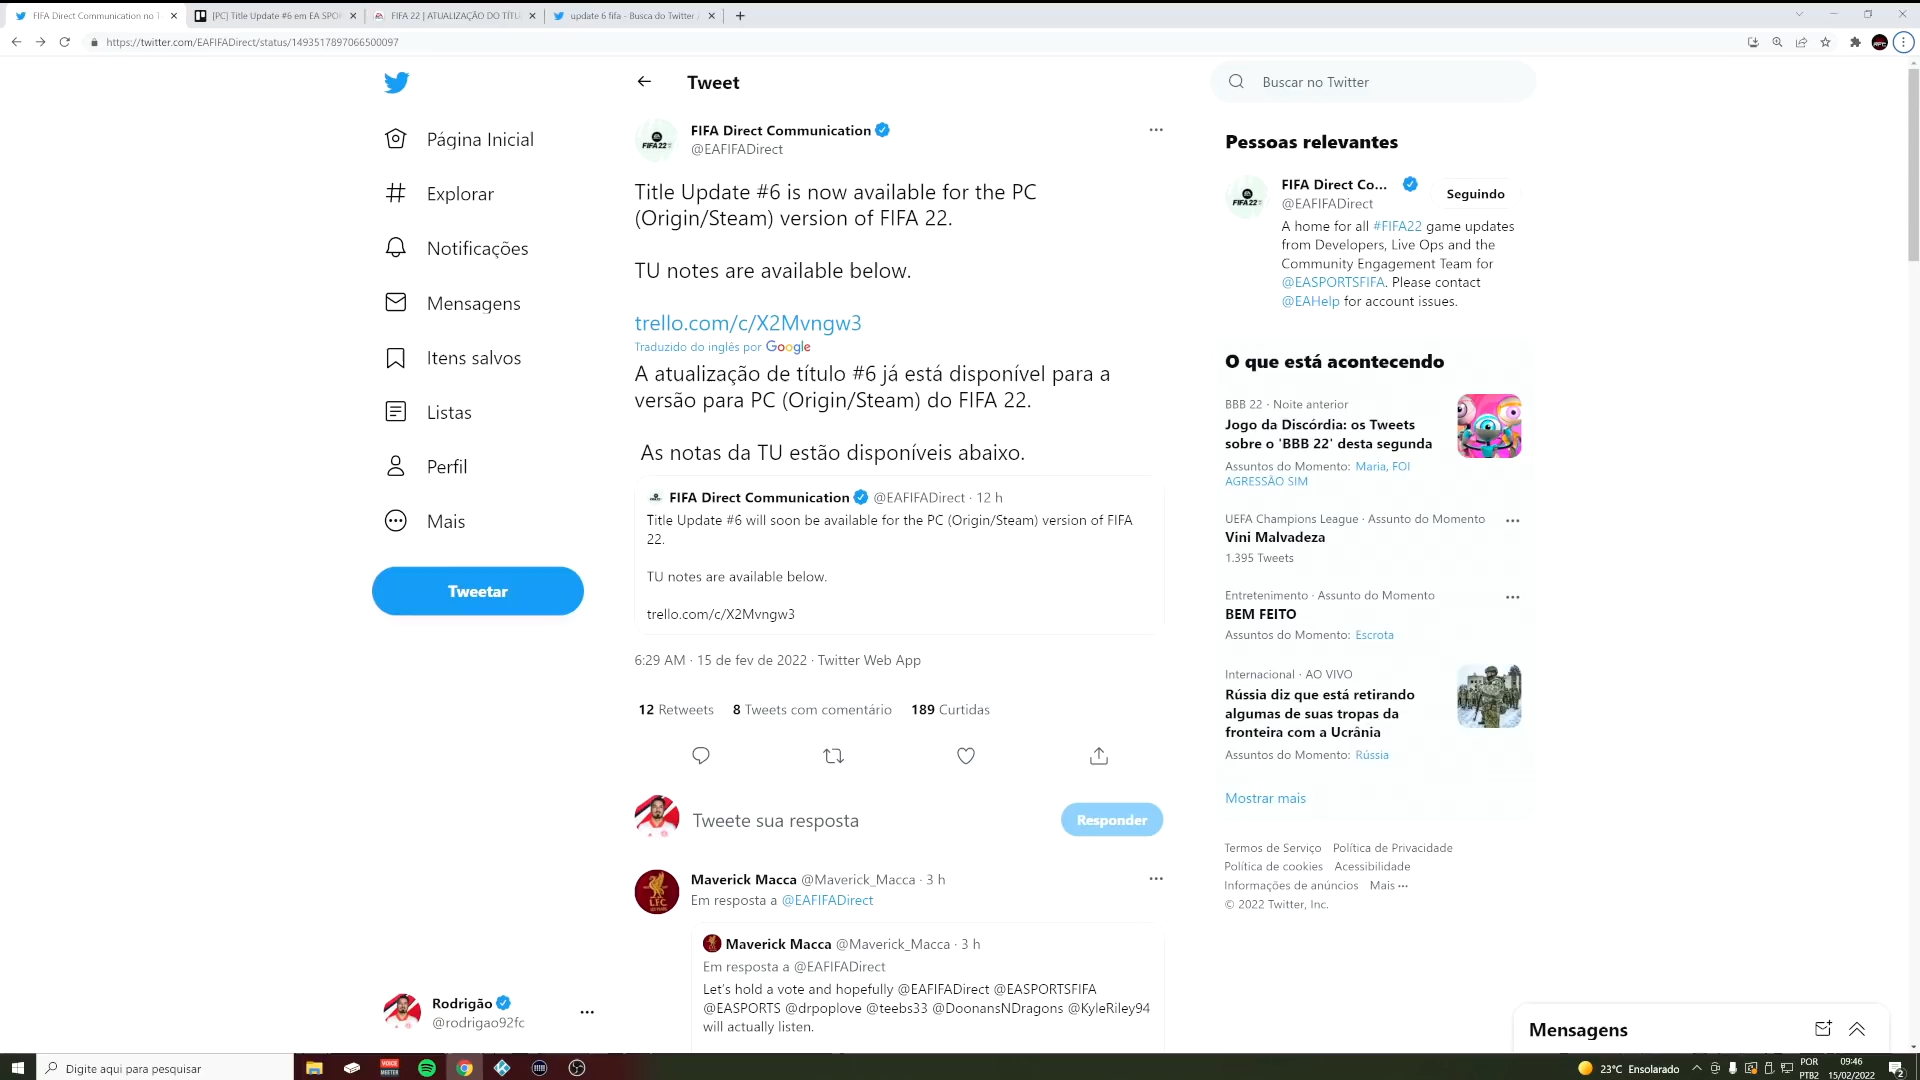 FIFA Direct Communication no T
[PC] Title Update #6 em EA SPOR
FIFA 22 | ATUALIZAÇÃO DO TÍTU
update 6 fifa - Busca do Twitter /
https://twitter.com/EAFIFADirect/status/1493517897066500097
Tweet
Buscar no Twitter
Página Inicial
Explorar
Notificações
Mensagens
Itens salvos
Listas
Perfil
Mais
Tweetar
FIFA Direct Communication
@EAFIFADirect
Title Update #6 is now available for the PC
(Origin/Steam) version of FIFA 22.
TU notes are available below.
trello.com/c/X2Mvngw3
Traduzido do inglês por Google
A atualização de título #6 já está disponível para a
versão para PC (Origin/Steam) do FIFA 22.
As notas da TU estão disponíveis abaixo.
FIFA Direct Communication @EAFIFADirect · 12 h
Title Update #6 will soon be available for the PC (Origin/Steam) version of FIFA
22.
TU notes are available below.
trello.com/c/X2Mvngw3
6:29 AM · 15 de fev de 2022 · Twitter Web App
12 Retweets 8 Tweets com comentário 189 Curtidas
Tweete sua resposta
Responder
Maverick Macca @Maverick_Macca · 3 h
Em resposta a @EAFIFADirect
Maverick Macca @Maverick_Macca · 3 h
Em resposta a @EAFIFADirect
Let's hold a vote and hopefully @EAFIFADirect @EASPORTSFIFA
@EASPORTS @drpoplove @teebs33 @DoonansNDragons @KyleRiley94
will actually listen.
Pessoas relevantes
FIFA Direct Co...
@EAFIFADirect
Seguindo
A home for all #FIFA22 game updates
from Developers, Live Ops and the
Community Engagement Team for
@EASPORTSFIFA. Please contact
@EAHelp for account issues.
O que está acontecendo
BBB 22 · Noite anterior
Jogo da Discórdia: os Tweets
sobre o 'BBB 22' desta segunda
Assuntos do Momento: Maria, FOI
AGRESSÃO SIM
UEFA Champions League · Assunto do Momento
Vini Malvadeza
1.395 Tweets
Entretenimento · Assunto do Momento
BEM FEITO
Assuntos do Momento: Escrota
Internacional · AO VIVO
Rússia diz que está retirando
algumas de suas tropas da
fronteira com a Ucrânia
Assuntos do Momento: Rússia
Mostrar mais
Termos de Serviço Política de Privacidade
Política de cookies Acessibilidade
Informações de anúncios Mais ···
© 2022 Twitter, Inc.
Rodrigão
@rodrigao92fc
Mensagens
Digite aqui para pesquisar
23°C Ensolarado
POR
PTB2
09:46
15/02/2022